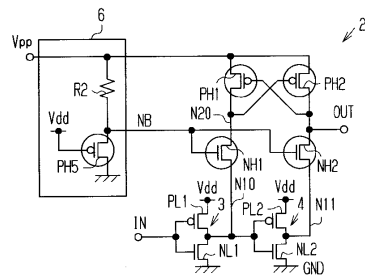 6
2
Vpp
R2
PH1
PH2
Vdd
NB
N20
OUT
PH5
NH1
NH2
Vdd
N10
Vdd
N11
PL1
3
PL2
4
IN
NL1
NL2
GND